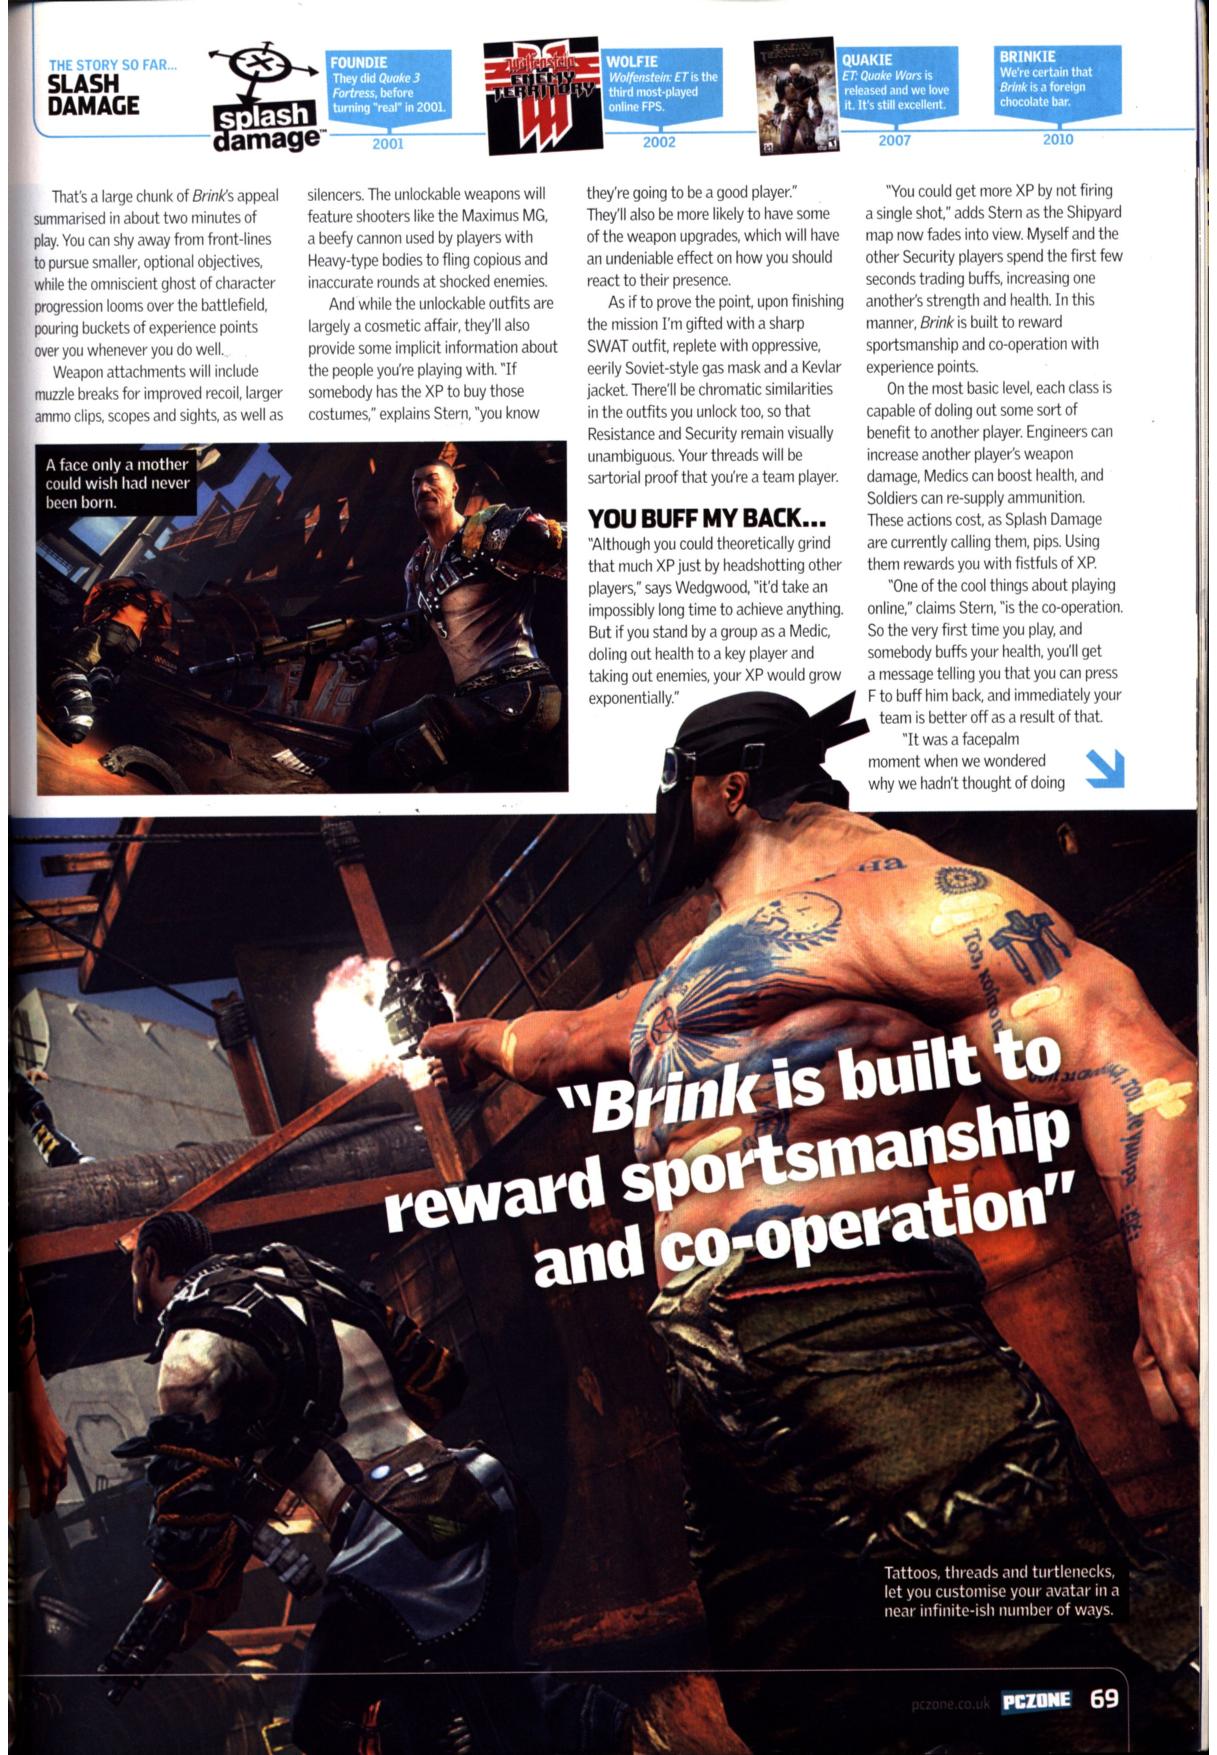 THE STORY SO FAR...
SLASH
DAMAGE
splash
damage™
FOUNDIE
They did Quake 3
Fortress, before
turning "real" in 2001.
2001
Wolfenstein
ENEMY
TERRITORY
WOLFIE
Wolfenstein: ET is the
third most-played
online FPS.
2002
QUAKIE
ET: Quake Wars is
released and we love
it. It's still excellent.
2007
BRINKIE
We're certain that
Brink is a foreign
chocolate bar.
2010
That's a large chunk of Brink's appeal
summarised in about two minutes of
play. You can shy away from front-lines
to pursue smaller, optional objectives,
while the omniscient ghost of character
progression looms over the battlefield,
pouring buckets of experience points
over you whenever you do well.
Weapon attachments will include
muzzle breaks for improved recoil, larger
ammo clips, scopes and sights, as well as
silencers. The unlockable weapons will
feature shooters like the Maximus MG,
a beefy cannon used by players with
Heavy-type bodies to fling copious and
inaccurate rounds at shocked enemies.
And while the unlockable outfits are
largely a cosmetic affair, they'll also
provide some implicit information about
the people you're playing with. "If
somebody has the XP to buy those
costumes," explains Stern, "you know
they're going to be a good player."
They'll also be more likely to have some
of the weapon upgrades, which will have
an undeniable effect on how you should
react to their presence.
As if to prove the point, upon finishing
the mission I'm gifted with a sharp
SWAT outfit, replete with oppressive,
eerily Soviet-style gas mask and a Kevlar
jacket. There'll be chromatic similarities
in the outfits you unlock too, so that
Resistance and Security remain visually
unambiguous. Your threads will be
sartorial proof that you're a team player.
YOU BUFF MY BACK...
"Although you could theoretically grind
that much XP just by headshotting other
players," says Wedgwood, "it'd take an
impossibly long time to achieve anything.
But if you stand by a group as a Medic,
doling out health to a key player and
taking out enemies, your XP would grow
exponentially."
"You could get more XP by not firing
a single shot," adds Stern as the Shipyard
map now fades into view. Myself and the
other Security players spend the first few
seconds trading buffs, increasing one
another's strength and health. In this
manner, Brink is built to reward
sportsmanship and co-operation with
experience points.
On the most basic level, each class is
capable of doling out some sort of
benefit to another player. Engineers can
increase another player's weapon
damage, Medics can boost health, and
Soldiers can re-supply ammunition.
These actions cost, as Splash Damage
are currently calling them, pips. Using
them rewards you with fistfuls of XP.
"One of the cool things about playing
online," claims Stern, "is the co-operation.
So the very first time you play, and
somebody buffs your health, you'll get
a message telling you that you can press
F to buff him back, and immediately your
team is better off as a result of that.
"It was a facepalm
moment when we wondered
why we hadn't thought of doing
A face only a mother
could wish had never
been born.
"Brink is built to
reward sportsmanship
and co-operation"
Tattoos, threads and turtlenecks,
let you customise your avatar in a
near infinite-ish number of ways.
pczone.co.uk PCZONE 69